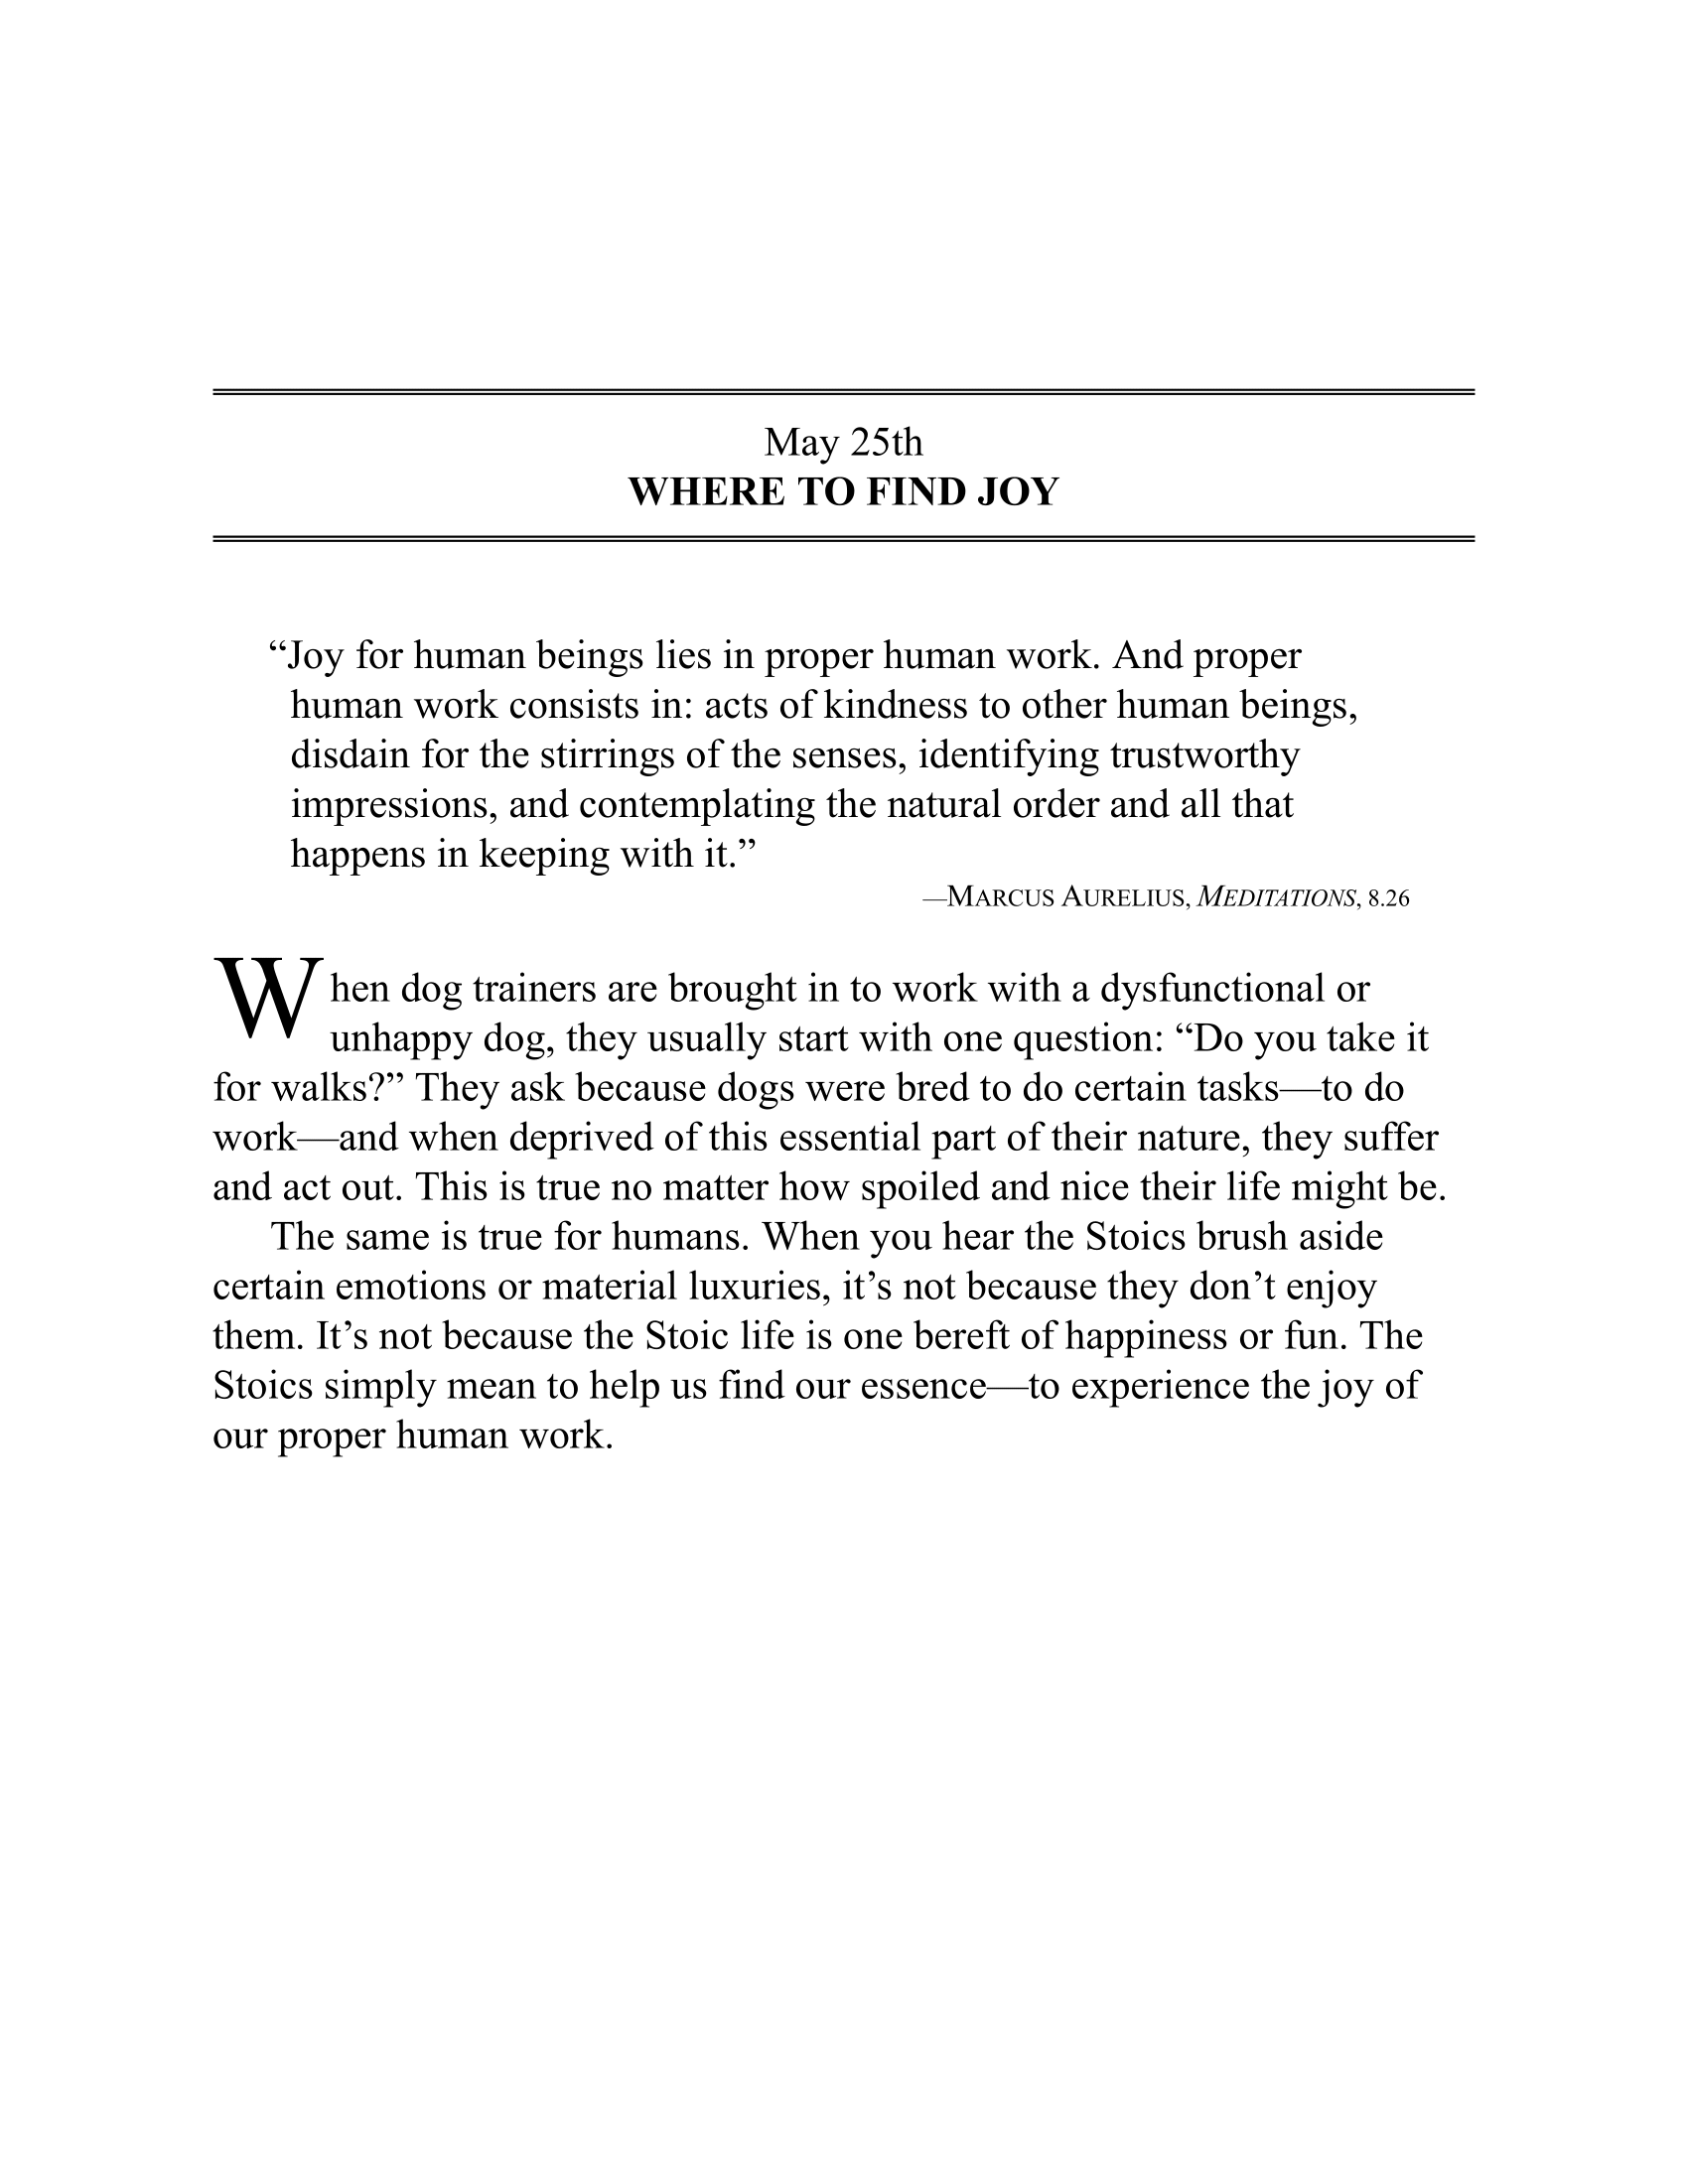 May 25th
WHERE TO FIND JOY
“Joy for human beings lies in proper human work. And proper
human work consists in: acts of kindness to other human beings,
disdain for the stirrings of the senses, identifying trustworthy
impressions, and contemplating the natural order and all that
happens in keeping with it.”
—MARCUS AURELIUS, MEDITATIONS, 8.26
When dog trainers are brought in to work with a dysfunctional or
unhappy dog, they usually start with one question: “Do you take it
for walks?” They ask because dogs were bred to do certain tasks—to do
work—and when deprived of this essential part of their nature, they suffer
and act out. This is true no matter how spoiled and nice their life might be.
The same is true for humans. When you hear the Stoics brush aside
certain emotions or material luxuries, it’s not because they don’t enjoy
them. It’s not because the Stoic life is one bereft of happiness or fun. The
Stoics simply mean to help us find our essence—to experience the joy of
our proper human work.